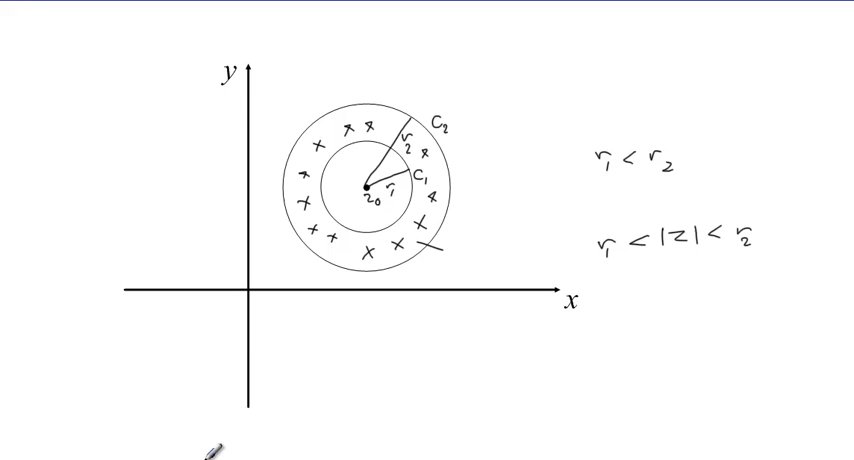 y
C₂
r₂
C₁
r₁
z₀
x
r₁ < r₂
r₁ < |z| < r₂